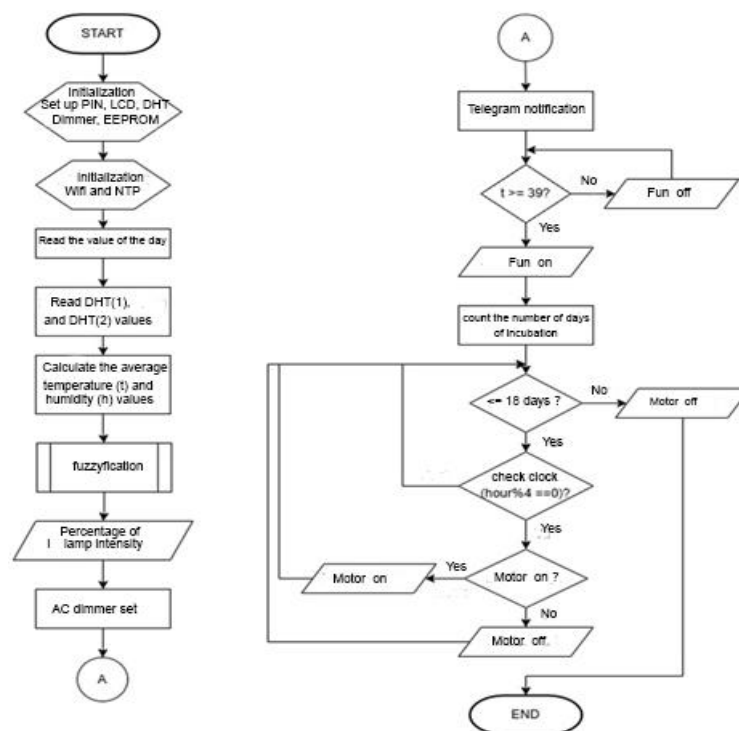 START
Initialization
Set up PIN, LCD, DHT
Dimmer, EEPROM
Initialization
Wifi and NTP
Read the value of the day
Read DHT(1),
and DHT(2) values
Calculate the average
temperature (t) and
humidity (h) values
fuzzyfication
Percentage of
l lamp intensity
AC dimmer set
A
A
Telegram notification
t >= 39?
No
Fun off
Yes
Fun on
count the number of days
of incubation
<= 18 days ?
No
Motor off
Yes
check clock
(hour%4 ==0)?
Yes
Motor on ?
Yes
Motor on
No
Motor off,
END